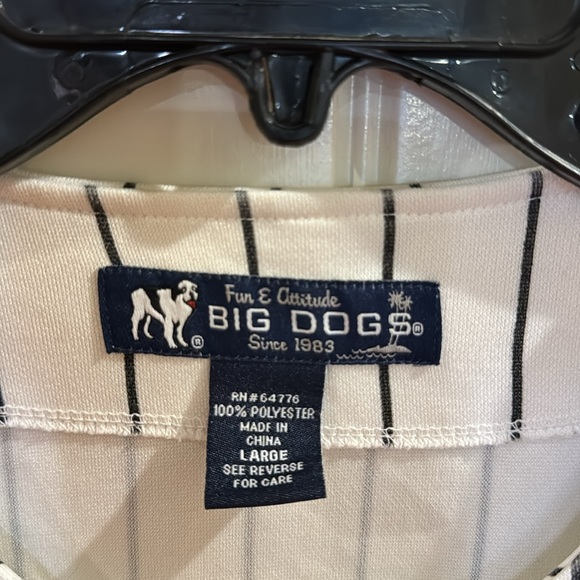 Fun & Attitude
BIG DOGS®
Since 1983
®
RN#64776
100% POLYESTER
MADE IN
CHINA
LARGE
SEE REVERSE
FOR CARE